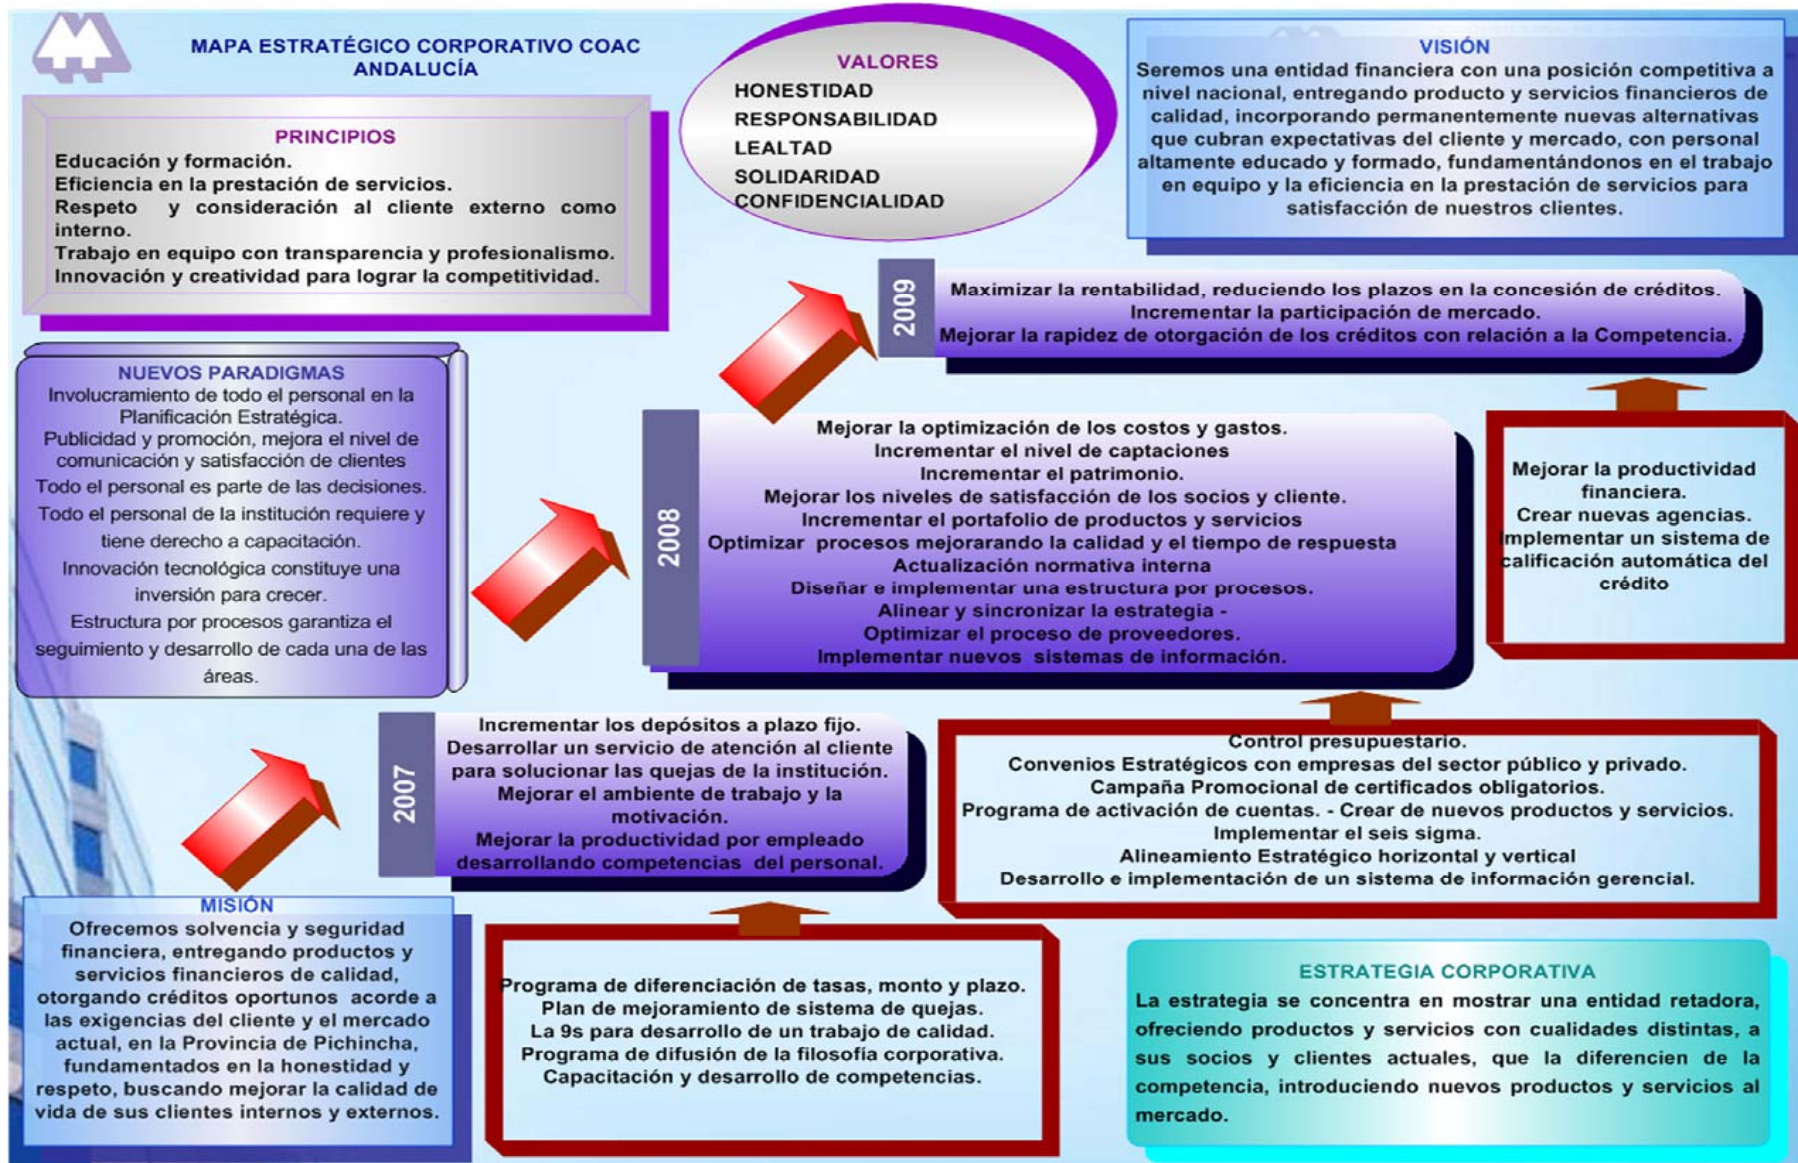 MAPA ESTRATÉGICO CORPORATIVO COAC
ANDALUCÍA
PRINCIPIOS
Educación y formación.
Eficiencia en la prestación de servicios.
Respeto y consideración al cliente externo como
interno.
Trabajo en equipo con transparencia y profesionalismo.
Innovación y creatividad para lograr la competitividad.
VALORES
HONESTIDAD
RESPONSABILIDAD
LEALTAD
SOLIDARIDAD
CONFIDENCIALIDAD
VISIÓN
Seremos una entidad financiera con una posición competitiva a
nivel nacional, entregando producto y servicios financieros de
calidad, incorporando permanentemente nuevas alternativas
que cubran expectativas del cliente y mercado, con personal
altamente educado y formado, fundamentándonos en el trabajo
en equipo y la eficiencia en la prestación de servicios para
satisfacción de nuestros clientes.
2009
Maximizar la rentabilidad, reduciendo los plazos en la concesión de créditos.
Incrementar la participación de mercado.
Mejorar la rapidez de otorgación de los créditos con relación a la Competencia.
NUEVOS PARADIGMAS
Involucramiento de todo el personal en la
Planificación Estratégica.
Publicidad y promoción, mejora el nivel de
comunicación y satisfacción de clientes
Todo el personal es parte de las decisiones.
Todo el personal de la institución requiere y
tiene derecho a capacitación.
Innovación tecnológica constituye una
inversión para crecer.
Estructura por procesos garantiza el
seguimiento y desarrollo de cada una de las
áreas.
2008
Mejorar la optimización de los costos y gastos.
Incrementar el nivel de captaciones
Incrementar el patrimonio.
Mejorar los niveles de satisfacción de los socios y cliente.
Incrementar el portafolio de productos y servicios
Optimizar procesos mejorarando la calidad y el tiempo de respuesta
Actualización normativa interna
Diseñar e implementar una estructura por procesos.
Alinear y sincronizar la estrategia -
Optimizar el proceso de proveedores.
Implementar nuevos sistemas de información.
Mejorar la productividad
financiera.
Crear nuevas agencias.
Implementar un sistema de
calificación automática del
crédito
2007
Incrementar los depósitos a plazo fijo.
Desarrollar un servicio de atención al cliente
para solucionar las quejas de la institución.
Mejorar el ambiente de trabajo y la
motivación.
Mejorar la productividad por empleado
desarrollando competencias del personal.
Control presupuestario.
Convenios Estratégicos con empresas del sector público y privado.
Campaña Promocional de certificados obligatorios.
Programa de activación de cuentas. - Crear de nuevos productos y servicios.
Implementar el seis sigma.
Alineamiento Estratégico horizontal y vertical
Desarrollo e implementación de un sistema de información gerencial.
MISIÓN
Ofrecemos solvencia y seguridad
financiera, entregando productos y
servicios financieros de calidad,
otorgando créditos oportunos acorde a
las exigencias del cliente y el mercado
actual, en la Provincia de Pichincha,
fundamentados en la honestidad y
respeto, buscando mejorar la calidad de
vida de sus clientes internos y externos.
Programa de diferenciación de tasas, monto y plazo.
Plan de mejoramiento de sistema de quejas.
La 9s para desarrollo de un trabajo de calidad.
Programa de difusión de la filosofía corporativa.
Capacitación y desarrollo de competencias.
ESTRATEGIA CORPORATIVA
La estrategia se concentra en mostrar una entidad retadora,
ofreciendo productos y servicios con cualidades distintas, a
sus socios y clientes actuales, que la diferencien de la
competencia, introduciendo nuevos productos y servicios al
mercado.